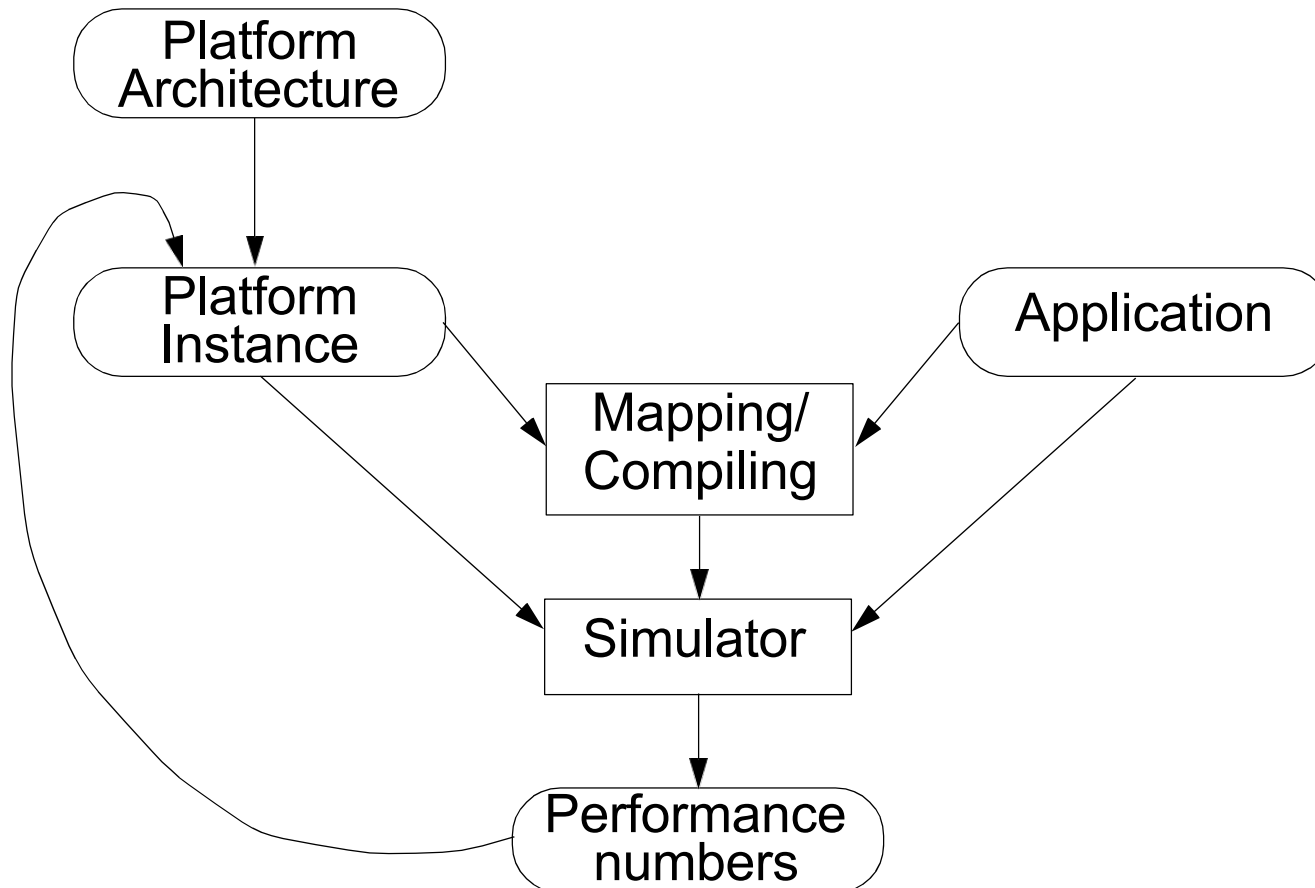 Platform
Architecture
Platform
Instance
Application
Mapping/
Compiling
Simulator
Performance
numbers